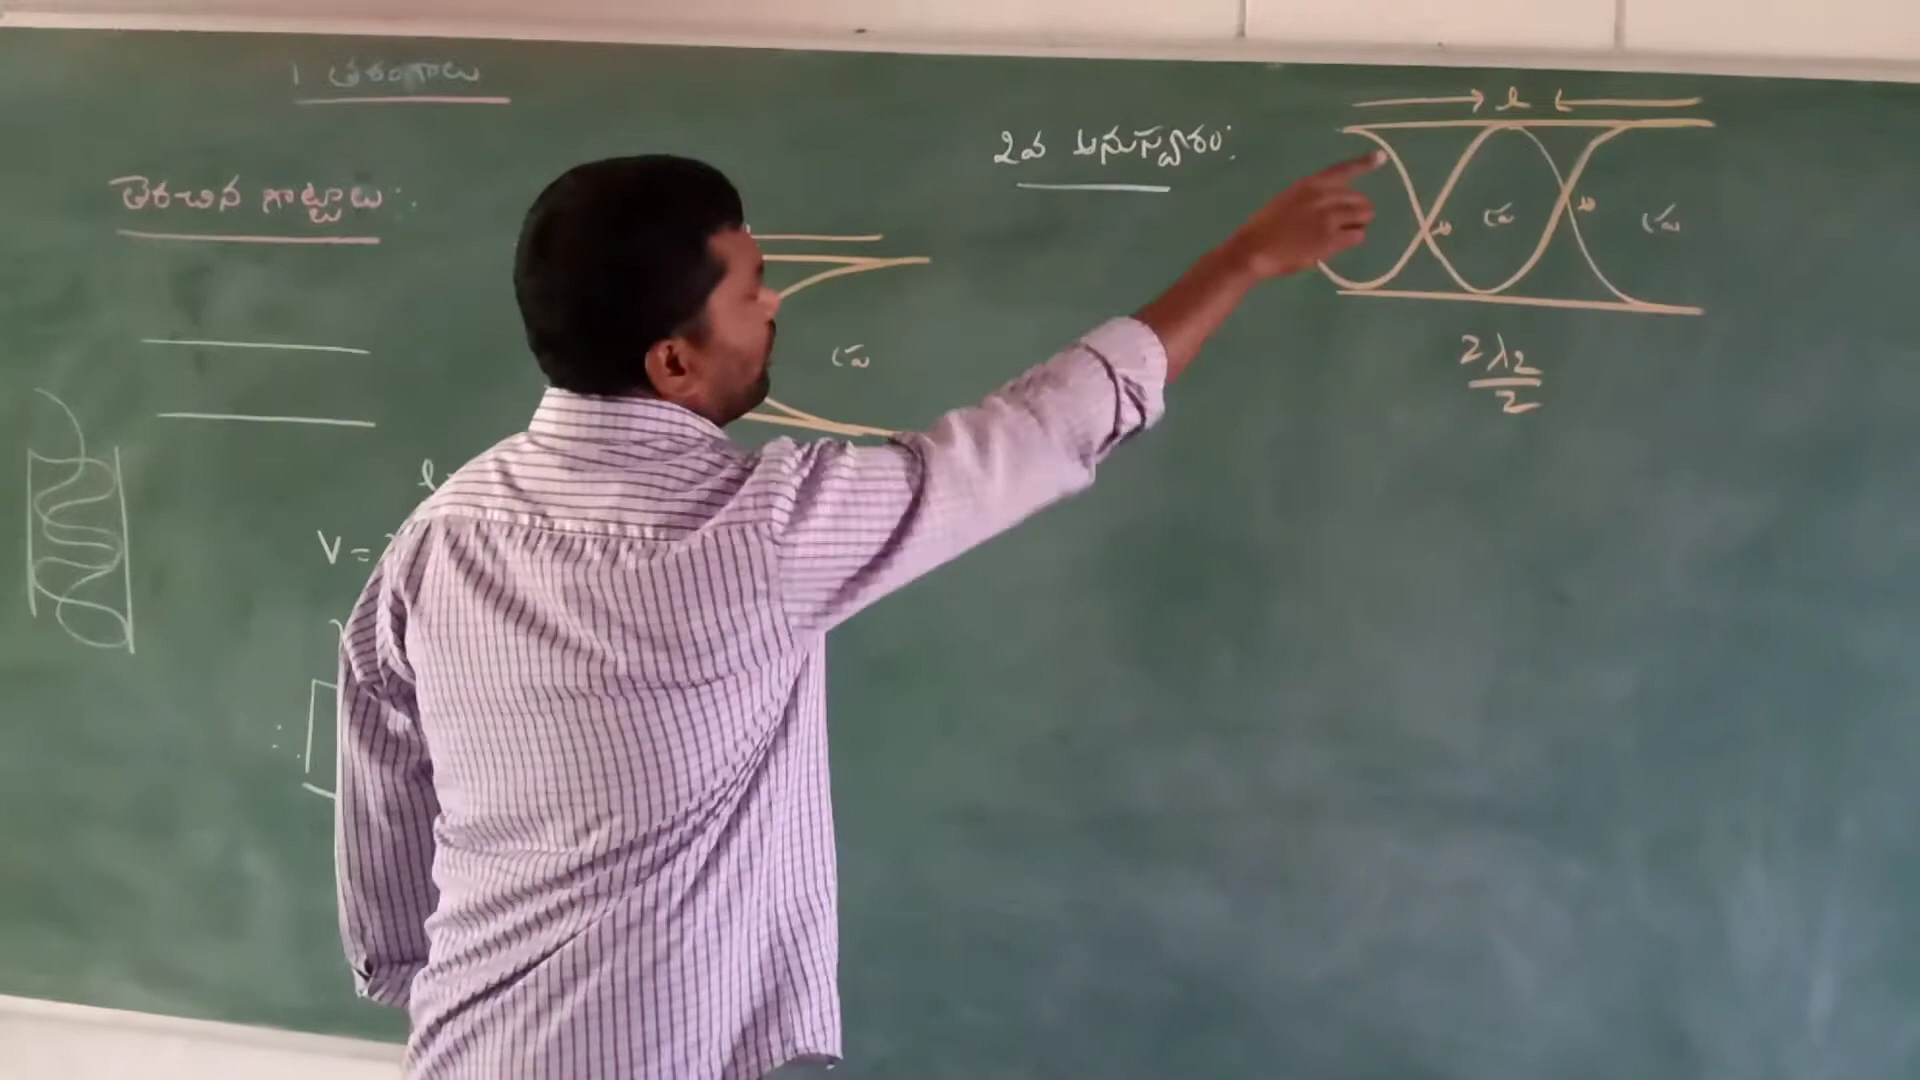 1 తరంగాలు
తెరచిన గొట్టాలు:
2వ అనుస్వరం:
l
అ
ప్ర
అ
ప్ర
ప్ర
2λ2
2
l
V =